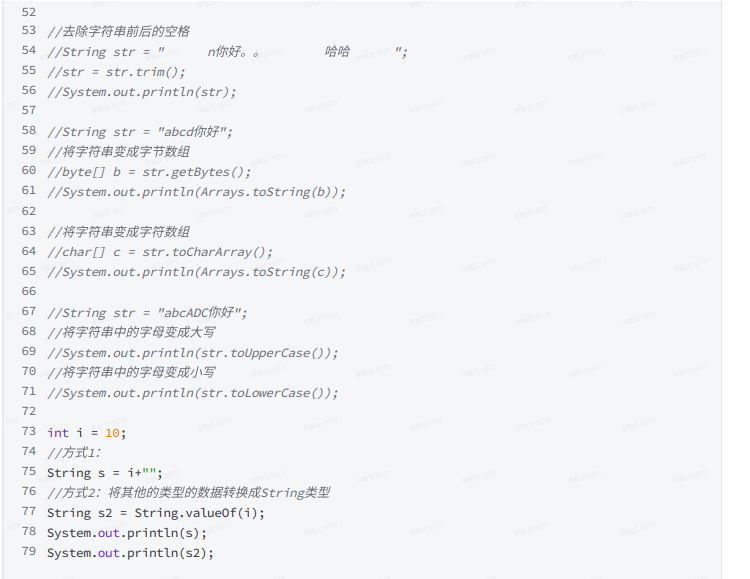 52
53 //去除字符串前后的空格
54 //String str = "      n你好。。        哈哈      ";
55 //str = str.trim();
56 //System.out.println(str);
57
58 //String str = "abcd你好";
59 //将字符串变成字节数组
60 //byte[] b = str.getBytes();
61 //System.out.println(Arrays.toString(b));
62
63 //将字符串变成字符数组
64 //char[] c = str.toCharArray();
65 //System.out.println(Arrays.toString(c));
66
67 //String str = "abcADC你好";
68 //将字符串中的字母变成大写
69 //System.out.println(str.toUpperCase());
70 //将字符串中的字母变成小写
71 //System.out.println(str.toLowerCase());
72
73 int i = 10;
74 //方式1：
75 String s = i+"";
76 //方式2：将其他的类型的数据转换成String类型
77 String s2 = String.valueOf(i);
78 System.out.println(s);
79 System.out.println(s2);